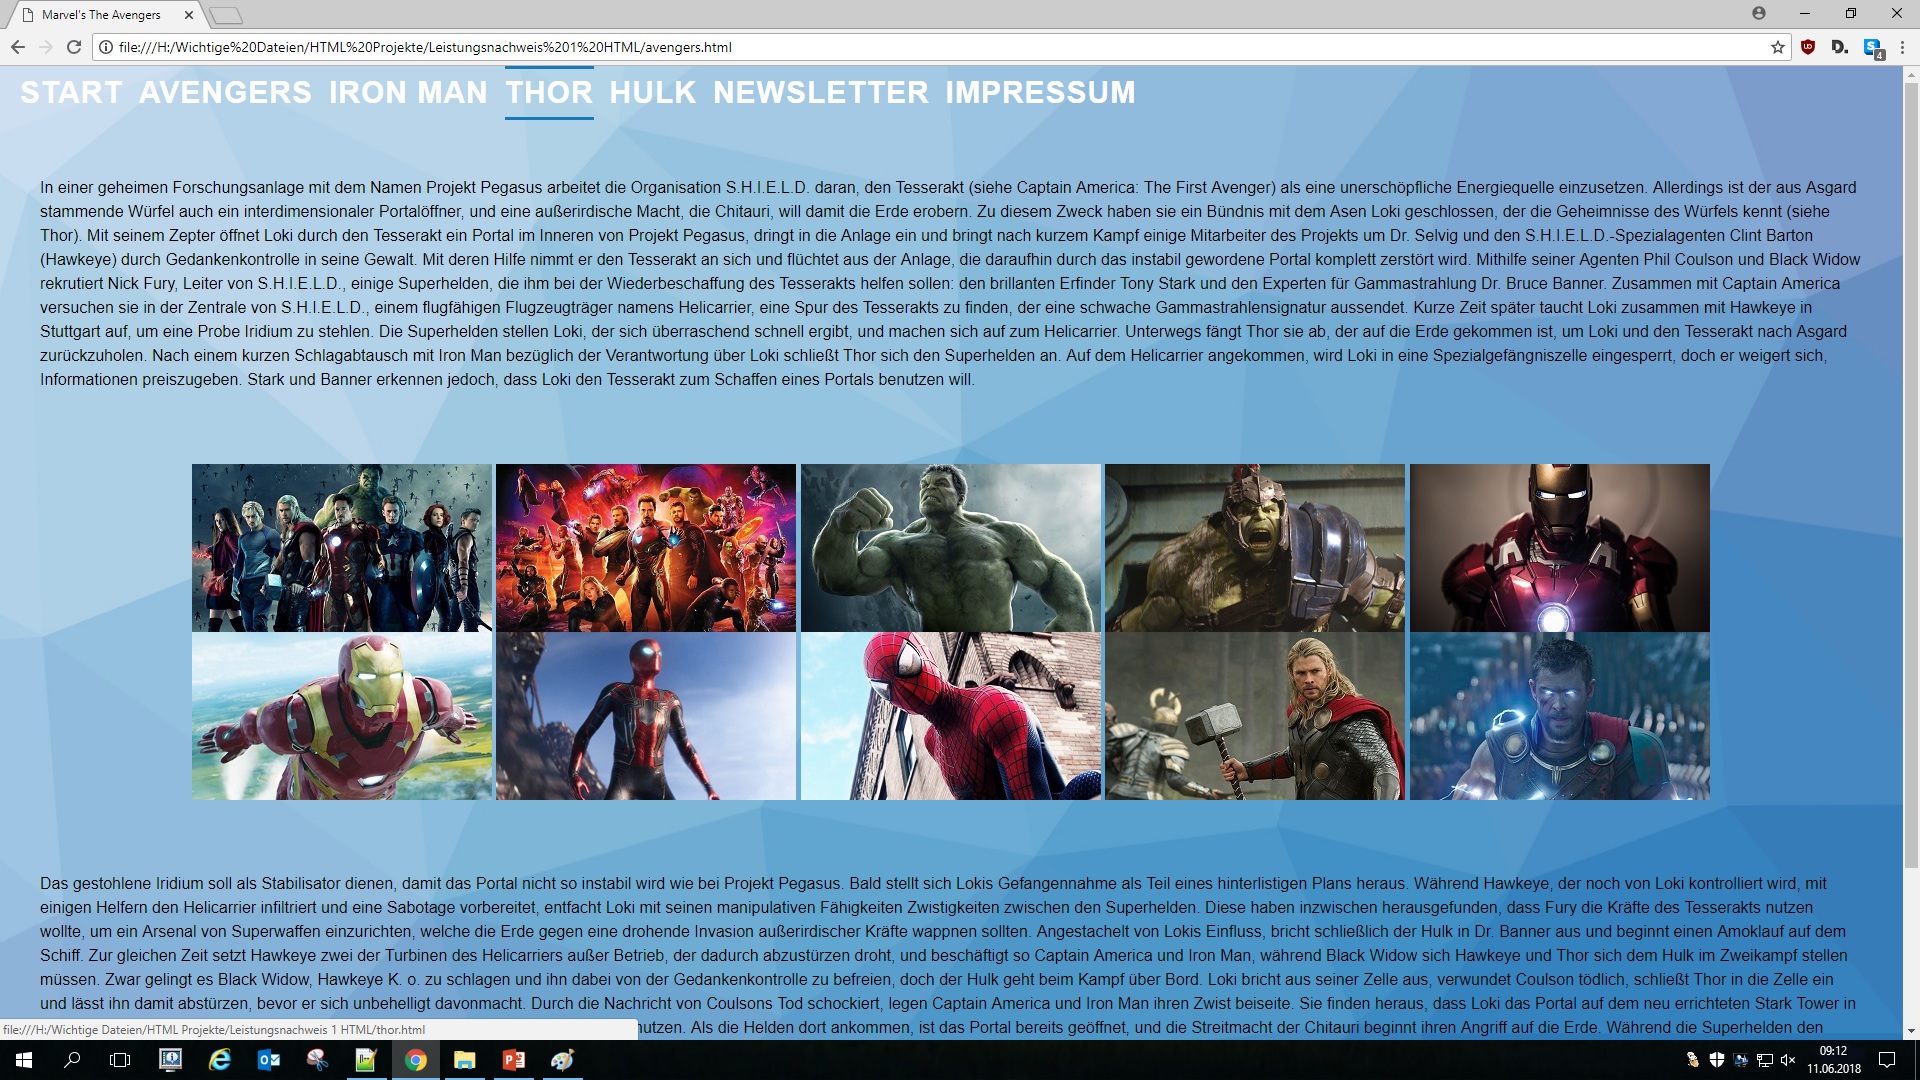 Marvel's The Avengers
file:///H:/Wichtige%20Dateien/HTML%20Projekte/Leistungsnachweis%201%20HTML/avengers.html
START AVENGERS IRON MAN THOR HULK NEWSLETTER IMPRESSUM
In einer geheimen Forschungsanlage mit dem Namen Projekt Pegasus arbeitet die Organisation S.H.I.E.L.D. daran, den Tesserakt (siehe Captain America: The First Avenger) als eine unerschöpfliche Energiequelle einzusetzen. Allerdings ist der aus Asgard
stammende Würfel auch ein interdimensionaler Portalöffner, und eine außerirdische Macht, die Chitauri, will damit die Erde erobern. Zu diesem Zweck haben sie ein Bündnis mit dem Asen Loki geschlossen, der die Geheimnisse des Würfels kennt (siehe
Thor). Mit seinem Zepter öffnet Loki durch den Tesserakt ein Portal im Inneren von Projekt Pegasus, dringt in die Anlage ein und bringt nach kurzem Kampf einige Mitarbeiter des Projekts um Dr. Selvig und den S.H.I.E.L.D.-Spezialagenten Clint Barton
(Hawkeye) durch Gedankenkontrolle in seine Gewalt. Mit deren Hilfe nimmt er den Tesserakt an sich und flüchtet aus der Anlage, die daraufhin durch das instabil gewordene Portal komplett zerstört wird. Mithilfe seiner Agenten Phil Coulson und Black Widow
rekrutiert Nick Fury, Leiter von S.H.I.E.L.D., einige Superhelden, die ihm bei der Wiederbeschaffung des Tesserakts helfen sollen: den brillanten Erfinder Tony Stark und den Experten für Gammastrahlung Dr. Bruce Banner. Zusammen mit Captain America
versuchen sie in der Zentrale von S.H.I.E.L.D., einem flugfähigen Flugzeugträger namens Helicarrier, eine Spur des Tesserakts zu finden, der eine schwache Gammastrahlensignatur aussendet. Kurze Zeit später taucht Loki zusammen mit Hawkeye in
Stuttgart auf, um eine Probe Iridium zu stehlen. Die Superhelden stellen Loki, der sich überraschend schnell ergibt, und machen sich auf zum Helicarrier. Unterwegs fängt Thor sie ab, der auf die Erde gekommen ist, um Loki und den Tesserakt nach Asgard
zurückzuholen. Nach einem kurzen Schlagabtausch mit Iron Man bezüglich der Verantwortung über Loki schließt Thor sich den Superhelden an. Auf dem Helicarrier angekommen, wird Loki in eine Spezialgefängniszelle eingesperrt, doch er weigert sich,
Informationen preiszugeben. Stark und Banner erkennen jedoch, dass Loki den Tesserakt zum Schaffen eines Portals benutzen will.
Das gestohlene Iridium soll als Stabilisator dienen, damit das Portal nicht so instabil wird wie bei Projekt Pegasus. Bald stellt sich Lokis Gefangennahme als Teil eines hinterlistigen Plans heraus. Während Hawkeye, der noch von Loki kontrolliert wird, mit
einigen Helfern den Helicarrier infiltriert und eine Sabotage vorbereitet, entfacht Loki mit seinen manipulativen Fähigkeiten Zwistigkeiten zwischen den Superhelden. Diese haben inzwischen herausgefunden, dass Fury die Kräfte des Tesserakts nutzen
wollte, um ein Arsenal von Superwaffen einzurichten, welche die Erde gegen eine drohende Invasion außerirdischer Kräfte wappnen sollten. Angestachelt von Lokis Einfluss, bricht schließlich der Hulk in Dr. Banner aus und beginnt einen Amoklauf auf dem
Schiff. Zur gleichen Zeit setzt Hawkeye zwei der Turbinen des Helicarriers außer Betrieb, der dadurch abzustürzen droht, und beschäftigt so Captain America und Iron Man, während Black Widow sich Hawkeye und Thor sich dem Hulk im Zweikampf stellen
müssen. Zwar gelingt es Black Widow, Hawkeye K. o. zu schlagen und ihn dabei von der Gedankenkontrolle zu befreien, doch der Hulk geht beim Kampf über Bord. Loki bricht aus seiner Zelle aus, verwundet Coulson tödlich, schließt Thor in die Zelle ein
und lässt ihn damit abstürzen, bevor er sich unbehelligt davonmacht. Durch die Nachricht von Coulsons Tod schockiert, legen Captain America und Iron Man ihren Zwist beiseite. Sie finden heraus, dass Loki das Portal auf dem neu errichteten Stark Tower in
nutzen. Als die Helden dort ankommen, ist das Portal bereits geöffnet, und die Streitmacht der Chitauri beginnt ihren Angriff auf die Erde. Während die Superhelden den
file:///H:/Wichtige Dateien/HTML Projekte/Leistungsnachweis 1 HTML/thor.html
09:12
11.06.2018